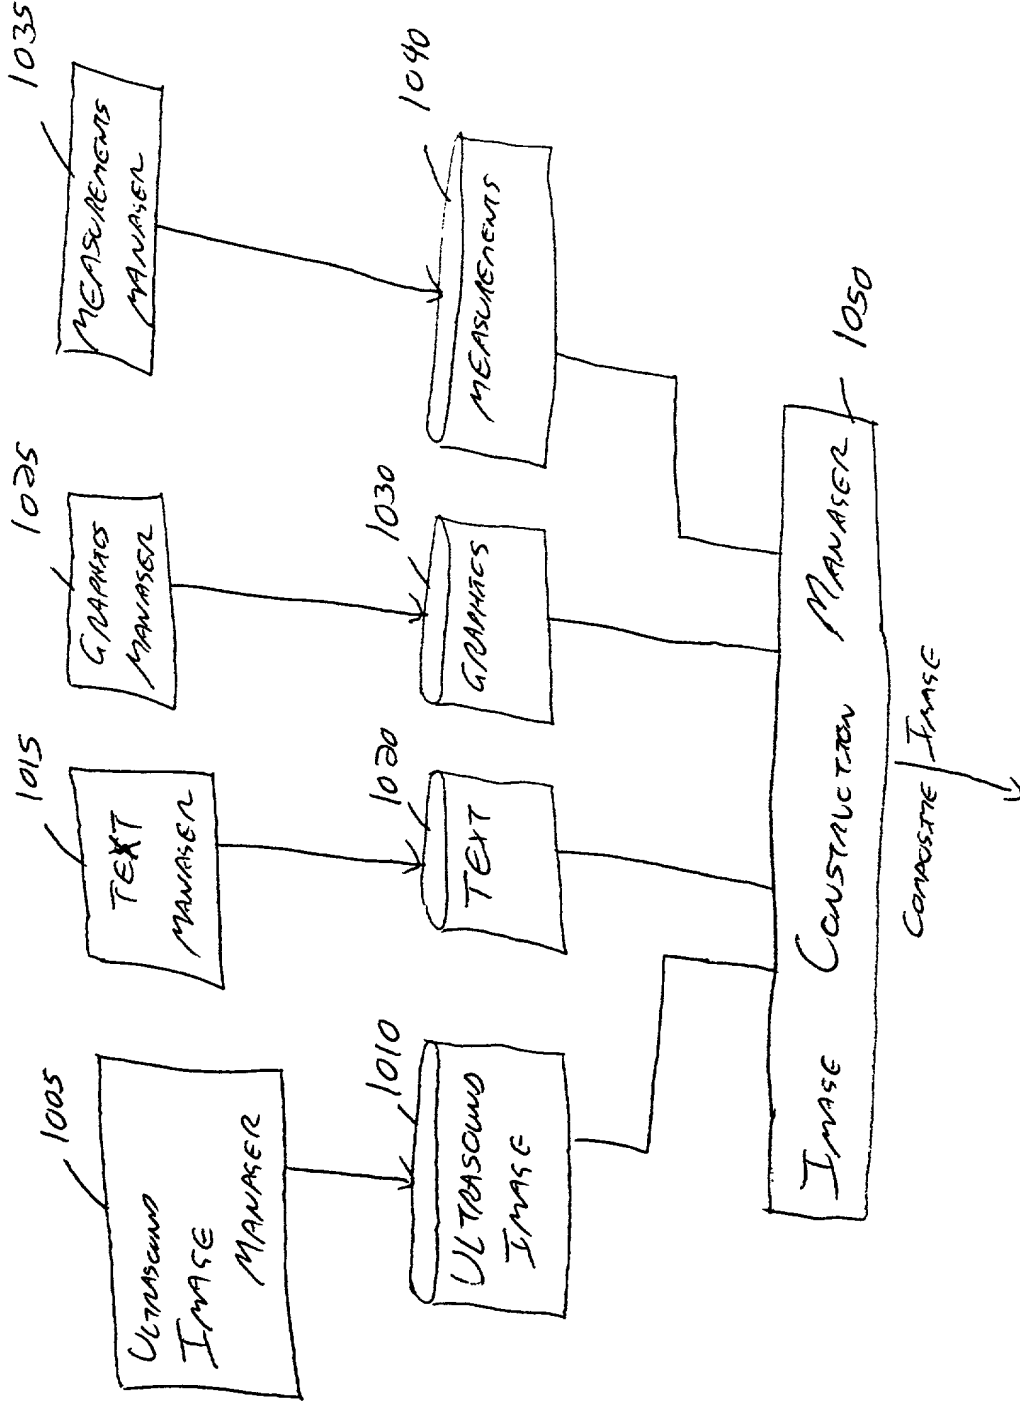 1005
ULTRASOUND
IMAGE
MANAGER
1015
TEXT
MANAGER
1025
GRAPHICS
MANAGER
1035
MEASUREMENTS
MANAGER
1010
ULTRASOUND
IMAGE
1020
TEXT
1030
GRAPHICS
1040
MEASUREMENTS
IMAGE CONSTRUCTION MANAGER
1050
COMPOSITE IMAGE